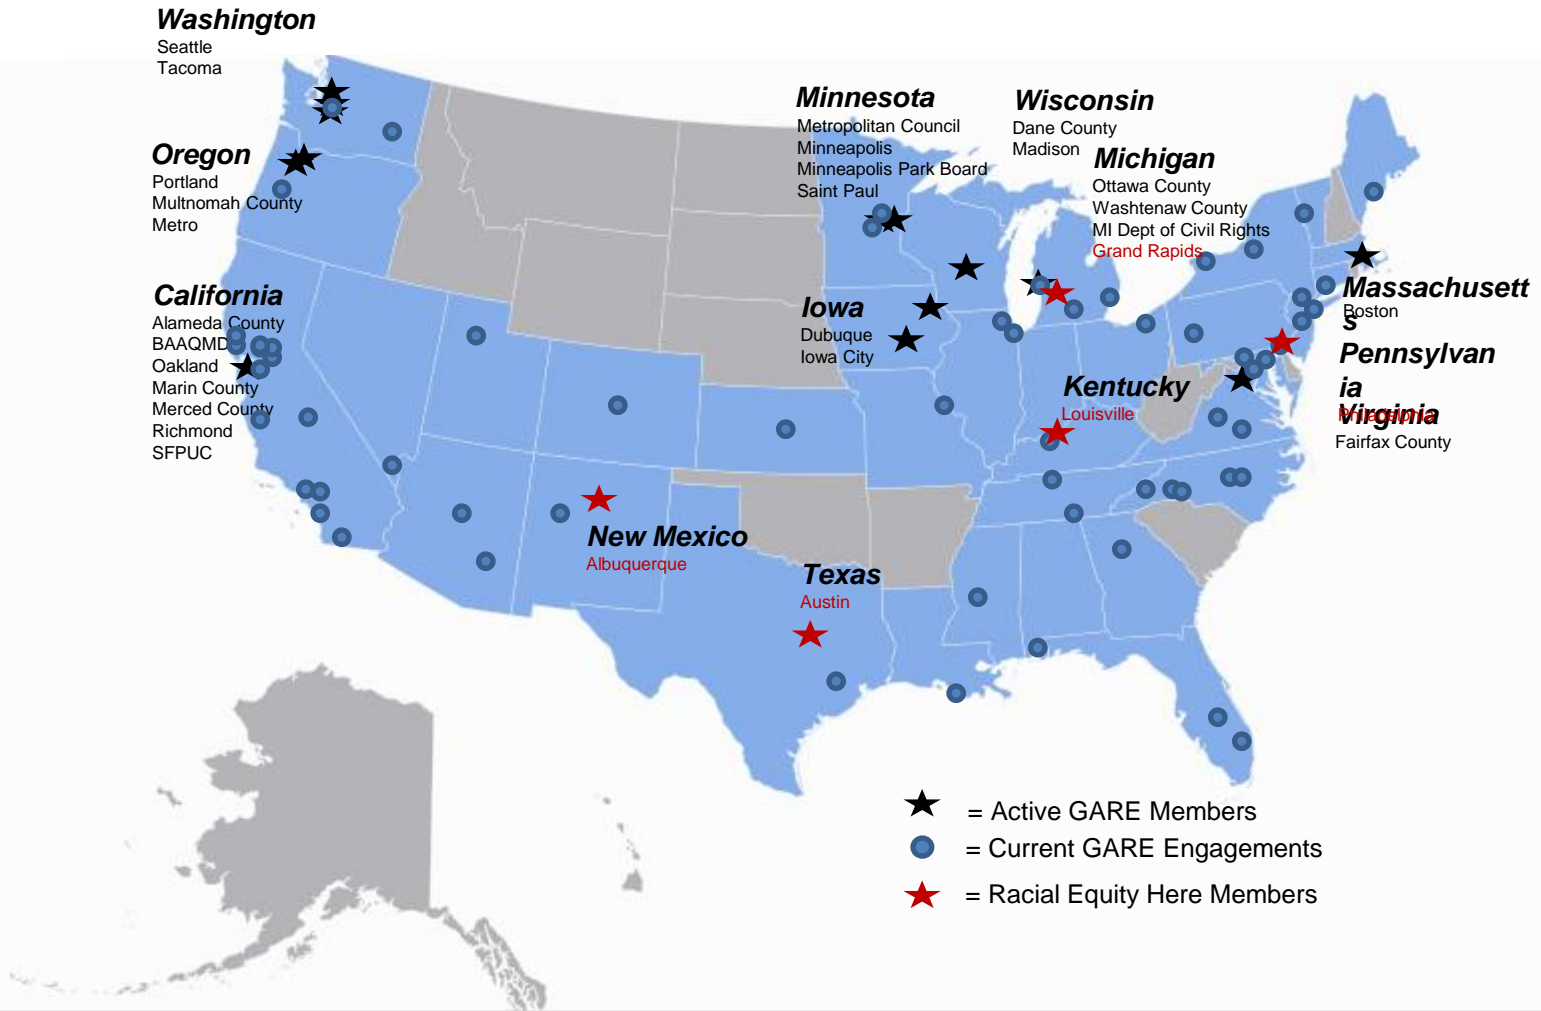 Washington
Seattle
Tacoma
Oregon
Portland
Multnomah County
Metro
California
Alameda County
BAAQMD
Oakland
Marin County
Merced County
Richmond
SFPUC
Minnesota
Metropolitan Council
Minneapolis
Minneapolis Park Board
Saint Paul
Wisconsin
Dane County
Madison
Michigan
Ottawa County
Washtenaw County
MI Dept of Civil Rights
Grand Rapids
Iowa
Dubuque
Iowa City
Kentucky
Louisville
Massachusett
s
Boston
Pennsylvan
ia
Philadelphia
Virginia
Fairfax County
New Mexico
Albuquerque
Texas
Austin
= Active GARE Members
= Current GARE Engagements
= Racial Equity Here Members